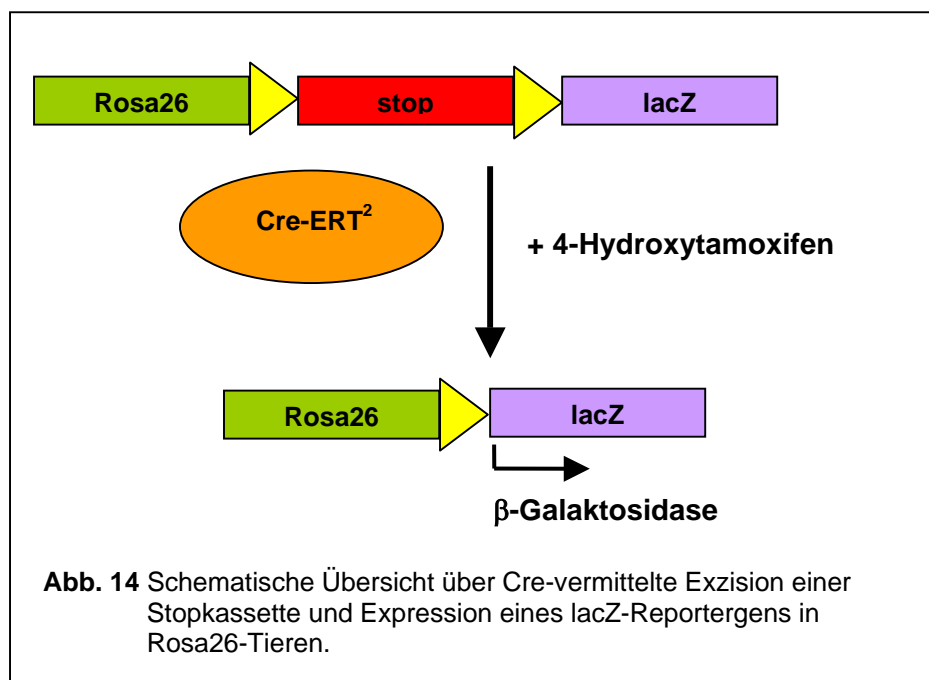 Rosa26 stop lacZ
Cre-ERT²
+ 4-Hydroxytamoxifen
Rosa26 lacZ
β-Galaktosidase
Abb. 14 Schematische Übersicht über Cre-vermittelte Exzision einer
Stopkassette und Expression eines lacZ-Reportergens in
Rosa26-Tieren.